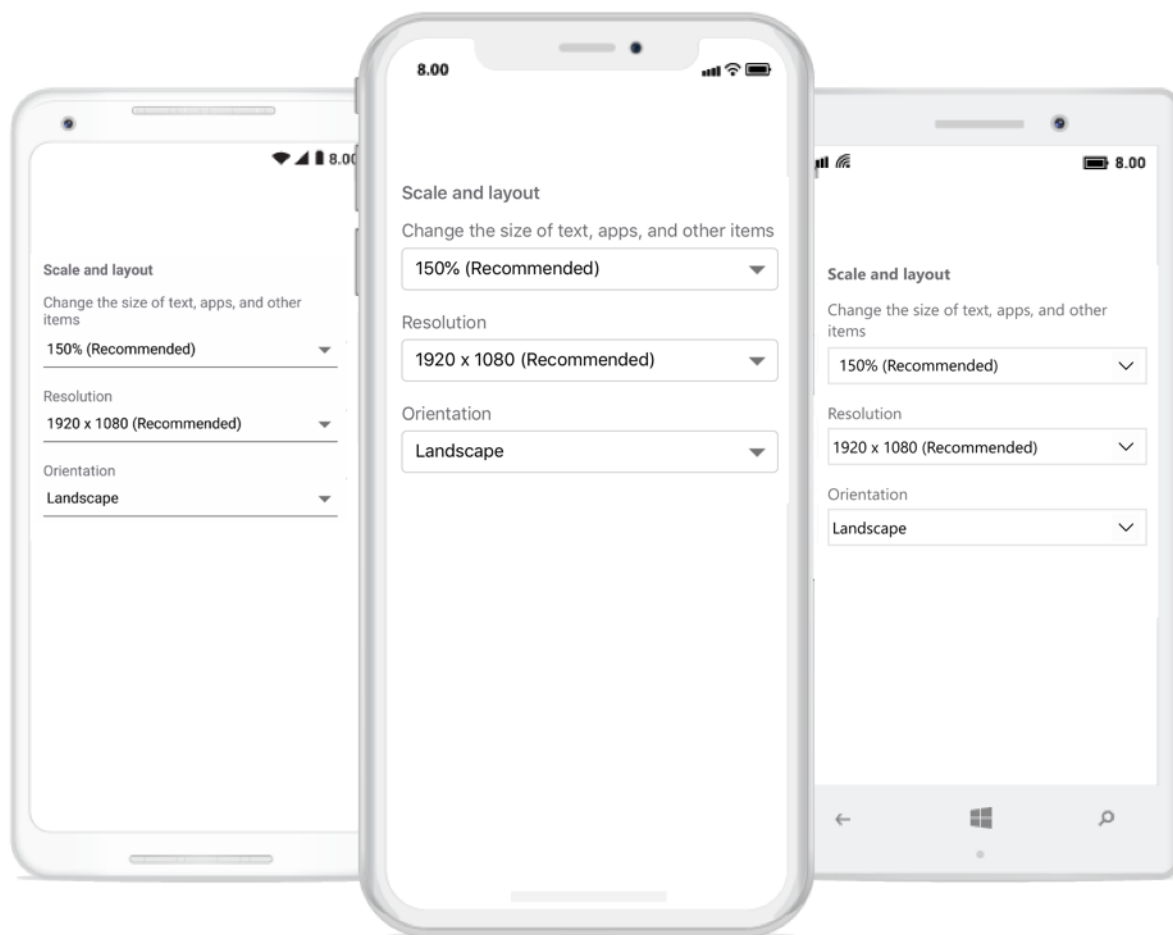 8.00
Scale and layout
Change the size of text, apps, and other
items
150% (Recommended)
Resolution
1920 x 1080 (Recommended)
Orientation
Landscape
8.00
Scale and layout
Change the size of text, apps, and other items
150% (Recommended)
Resolution
1920 x 1080 (Recommended)
Orientation
Landscape
8.00
Scale and layout
Change the size of text, apps, and other
items
150% (Recommended)
Resolution
1920 x 1080 (Recommended)
Orientation
Landscape